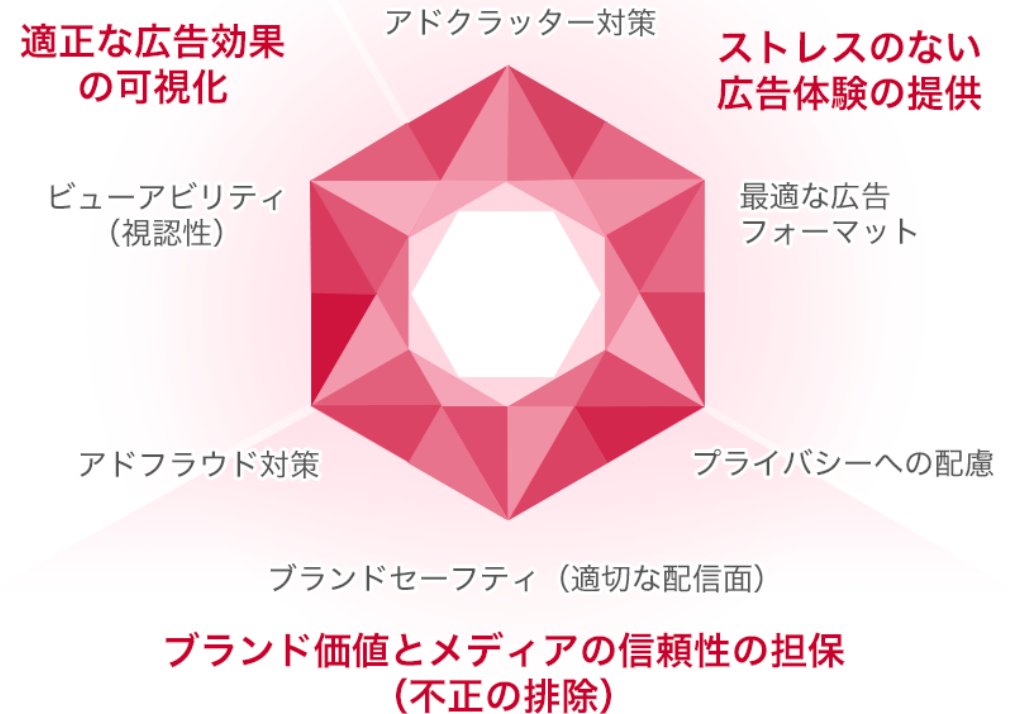 アドクラッター対策
適正な広告効果
の可視化
ストレスのない
広告体験の提供
ビューアビリティ
（視認性）
最適な広告
フォーマット
アドフラウド対策
プライバシーへの配慮
ブランドセーフティ（適切な配信面）
ブランド価値とメディアの信頼性の担保
（不正の排除）